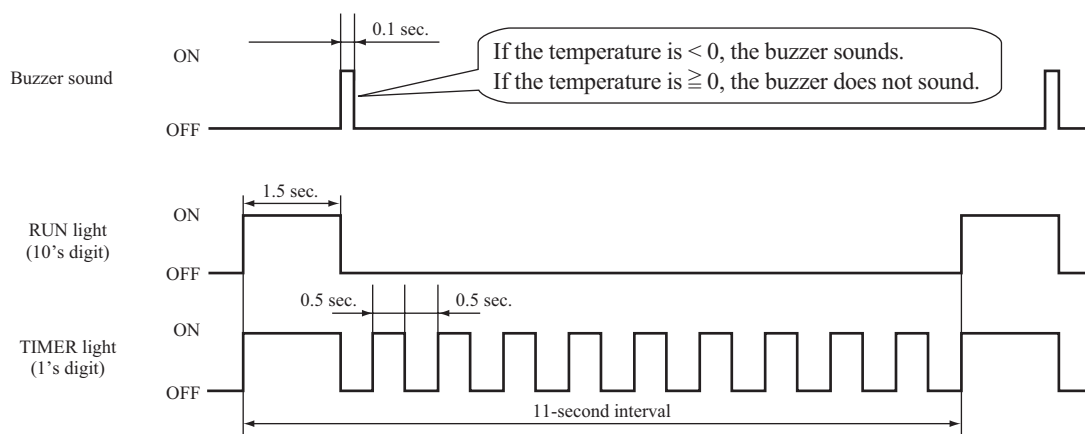 0.1 sec.
If the temperature is < 0, the buzzer sounds.
If the temperature is ≧ 0, the buzzer does not sound.
ON
Buzzer sound
OFF
1.5 sec.
ON
RUN light
(10’s digit)
OFF
0.5 sec.
0.5 sec.
ON
TIMER light
(1’s digit)
OFF
11-second interval